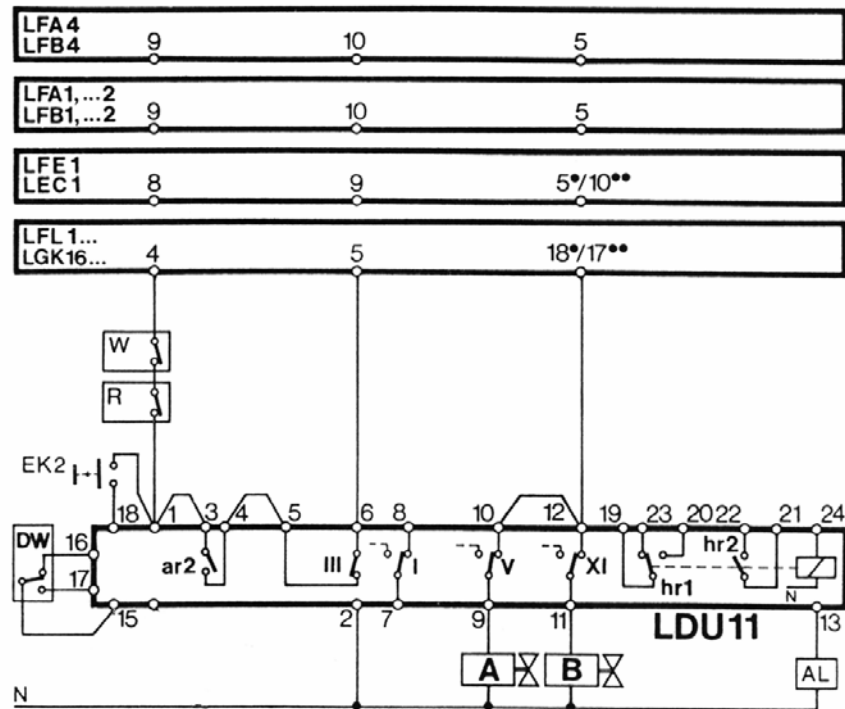 LFA4
LFB4
9 10 5
LFA1,...2
LFB1,...2
9 10 5
LFE1
LEC1
8 9 5•/10••
LFL1...
LGK16...
4 5 18•/17••
W
R
EK2
18 1 3 4 5 6 8 10 12 19 23 20 22 21 24
DW
16
17
ar2 III I V XI hr1 hr2 N
15 2 7 9 11 LDU11 13
A B AL
N